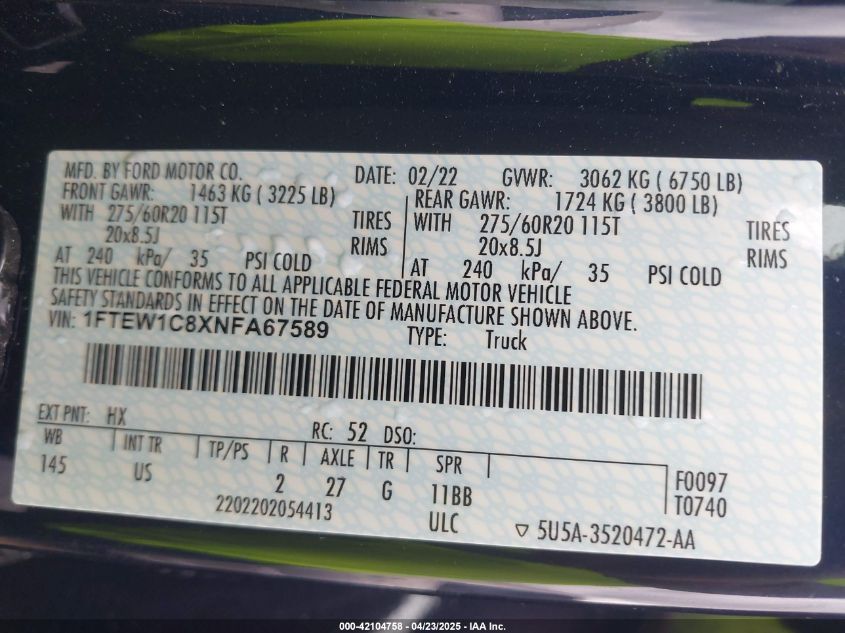 MFD. BY FORD MOTOR CO. DATE: 02/22 GVWR: 3062 KG ( 6750 LB)
FRONT GAWR: 1463 KG ( 3225 LB) REAR GAWR: 1724 KG ( 3800 LB)
WITH 275/60R20 115T TIRES WITH 275/60R20 115T TIRES
20x8.5J RIMS 20x8.5J RIMS
AT 240 kPa/ 35 PSI COLD AT 240 kPa/ 35 PSI COLD
THIS VEHICLE CONFORMS TO ALL APPLICABLE FEDERAL MOTOR VEHICLE
SAFETY STANDARDS IN EFFECT ON THE DATE OF MANUFACTURE SHOWN ABOVE.
VIN: 1FTEW1C8XNFA67589 TYPE: Truck
EXT PNT: HX RC: 52 DSO:
WB INT TR TP/PS R AXLE TR SPR F0097
145 US 2 27 G 11BB T0740
2202202054413 ULC 5U5A-3520472-AA
000-42104758 - 04/23/2025 - IAA Inc.